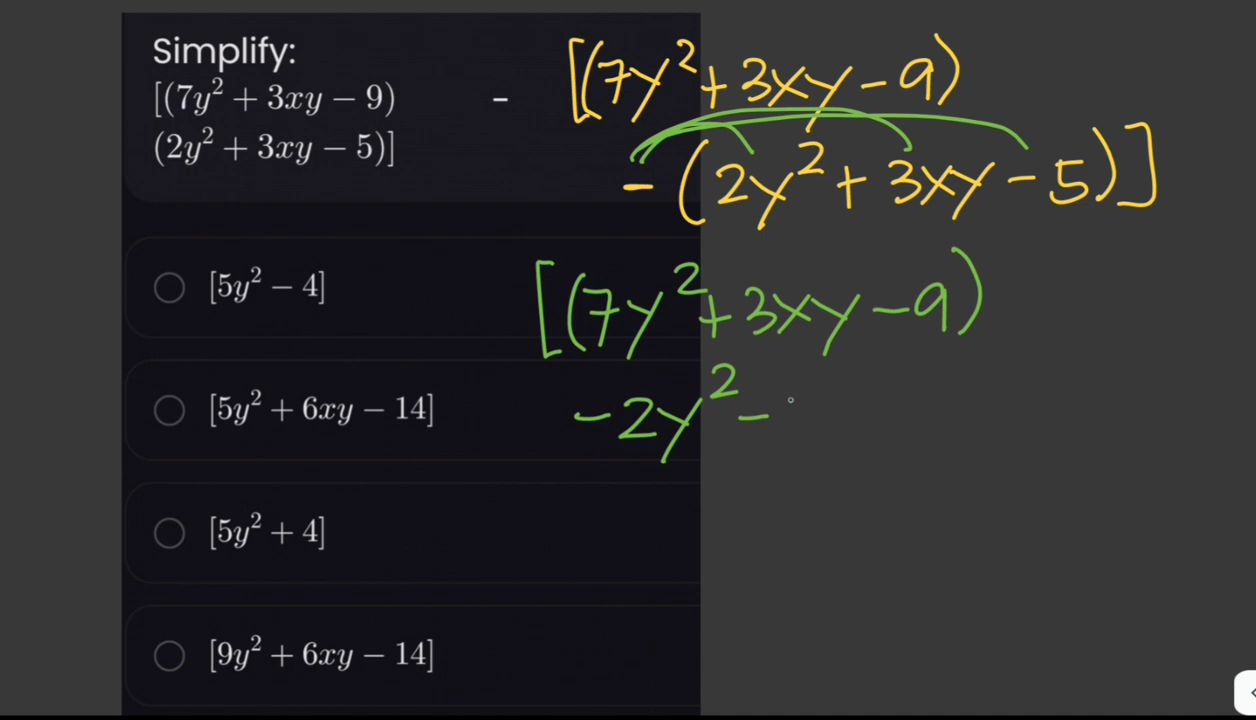 Simplify:
[(7y² + 3xy − 9) −
(2y² + 3xy − 5)]
[5y² − 4]
[5y² + 6xy − 14]
[5y² + 4]
[9y² + 6xy − 14]
[(7y² + 3xy − 9)
− (2y² + 3xy − 5)]
[(7y² + 3xy − 9)
−2y² −